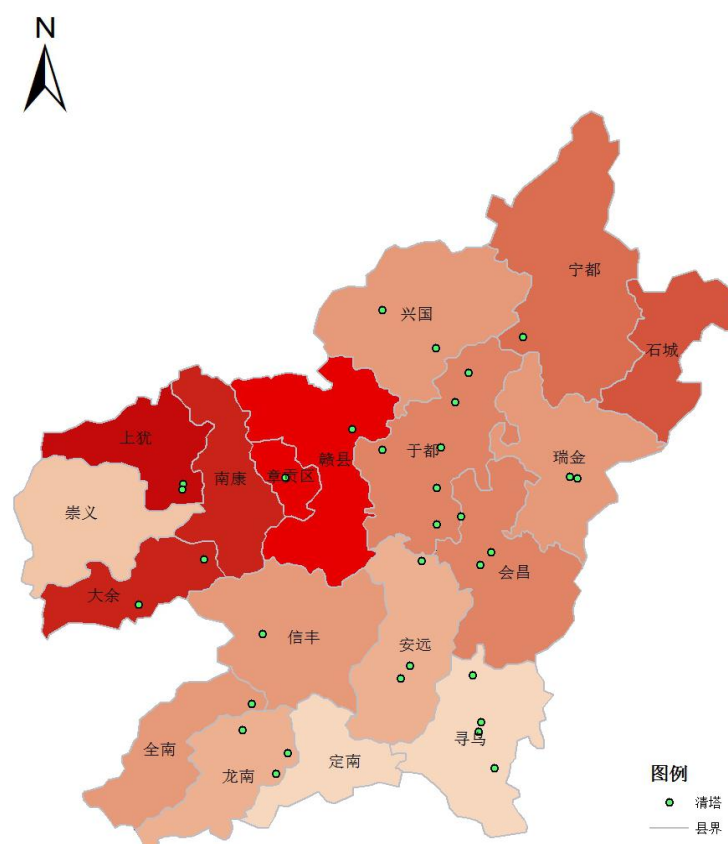 N
宁都
兴国
石城
上犹
于都
赣县
瑞金
南康
章贡区
崇义
会昌
大余
信丰
安远
寻乌
全南
定南
龙南
图例
清塔
县界